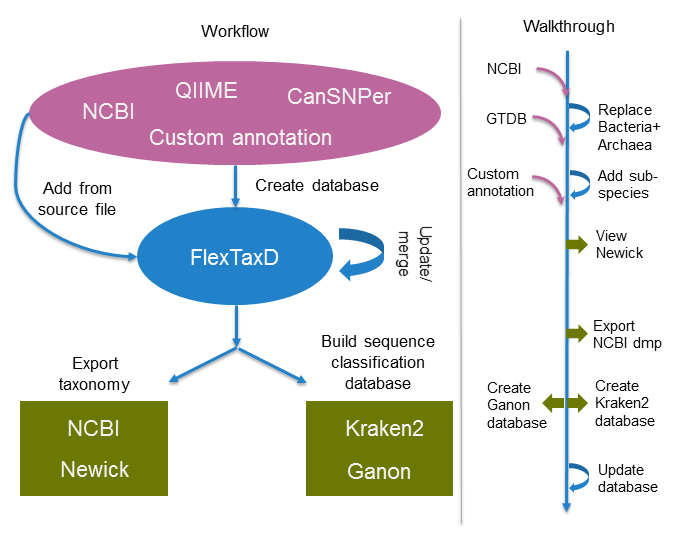 Workflow
NCBI
QIIME
CanSNPer
Custom annotation
Add from
source file
Create database
FlexTaxD
Update/
merge
Export
taxonomy
Build sequence
classification
database
NCBI
Newick
Kraken2
Ganon
Walkthrough
NCBI
GTDB
Replace
Bacteria+
Archaea
Custom
annotation
Add sub-
species
View
Newick
Export
NCBI dmp
Create
Ganon
database
Create
Kraken2
database
Update
database